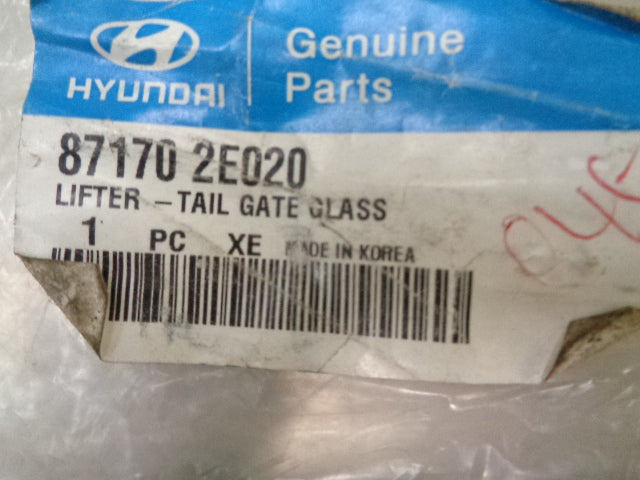 HYUNDAI
Genuine
Parts
87170 2E020
LIFTER - TAIL GATE GLASS
1 PC XE MADE IN KOREA